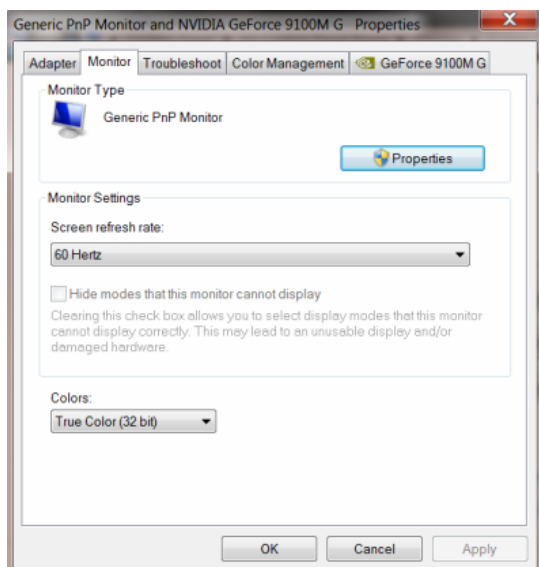 Generic PnP Monitor and NVIDIA GeForce 9100M G Properties
Adapter Monitor Troubleshoot Color Management GeForce 9100M G
Monitor Type
Generic PnP Monitor
Properties
Monitor Settings
Screen refresh rate:
60 Hertz
Hide modes that this monitor cannot display
Clearing this check box allows you to select display modes that this monitor
cannot display correctly. This may lead to an unusable display and/or
damaged hardware.
Colors:
True Color (32 bit)
OK Cancel Apply